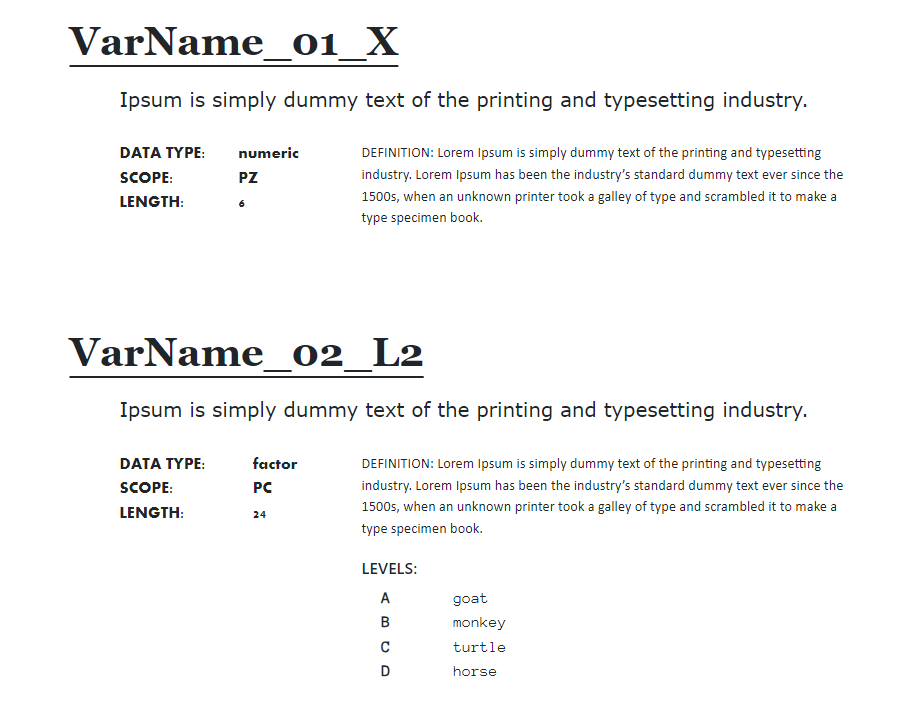 VarName_01_X
Ipsum is simply dummy text of the printing and typesetting industry.
DATA TYPE: numeric
SCOPE: PZ
LENGTH: 6
DEFINITION: Lorem Ipsum is simply dummy text of the printing and typesetting
industry. Lorem Ipsum has been the industry’s standard dummy text ever since the
1500s, when an unknown printer took a galley of type and scrambled it to make a
type specimen book.
VarName_02_L2
Ipsum is simply dummy text of the printing and typesetting industry.
DATA TYPE: factor
SCOPE: PC
LENGTH: 24
DEFINITION: Lorem Ipsum is simply dummy text of the printing and typesetting
industry. Lorem Ipsum has been the industry’s standard dummy text ever since the
1500s, when an unknown printer took a galley of type and scrambled it to make a
type specimen book.
LEVELS:
A goat
B monkey
C turtle
D horse